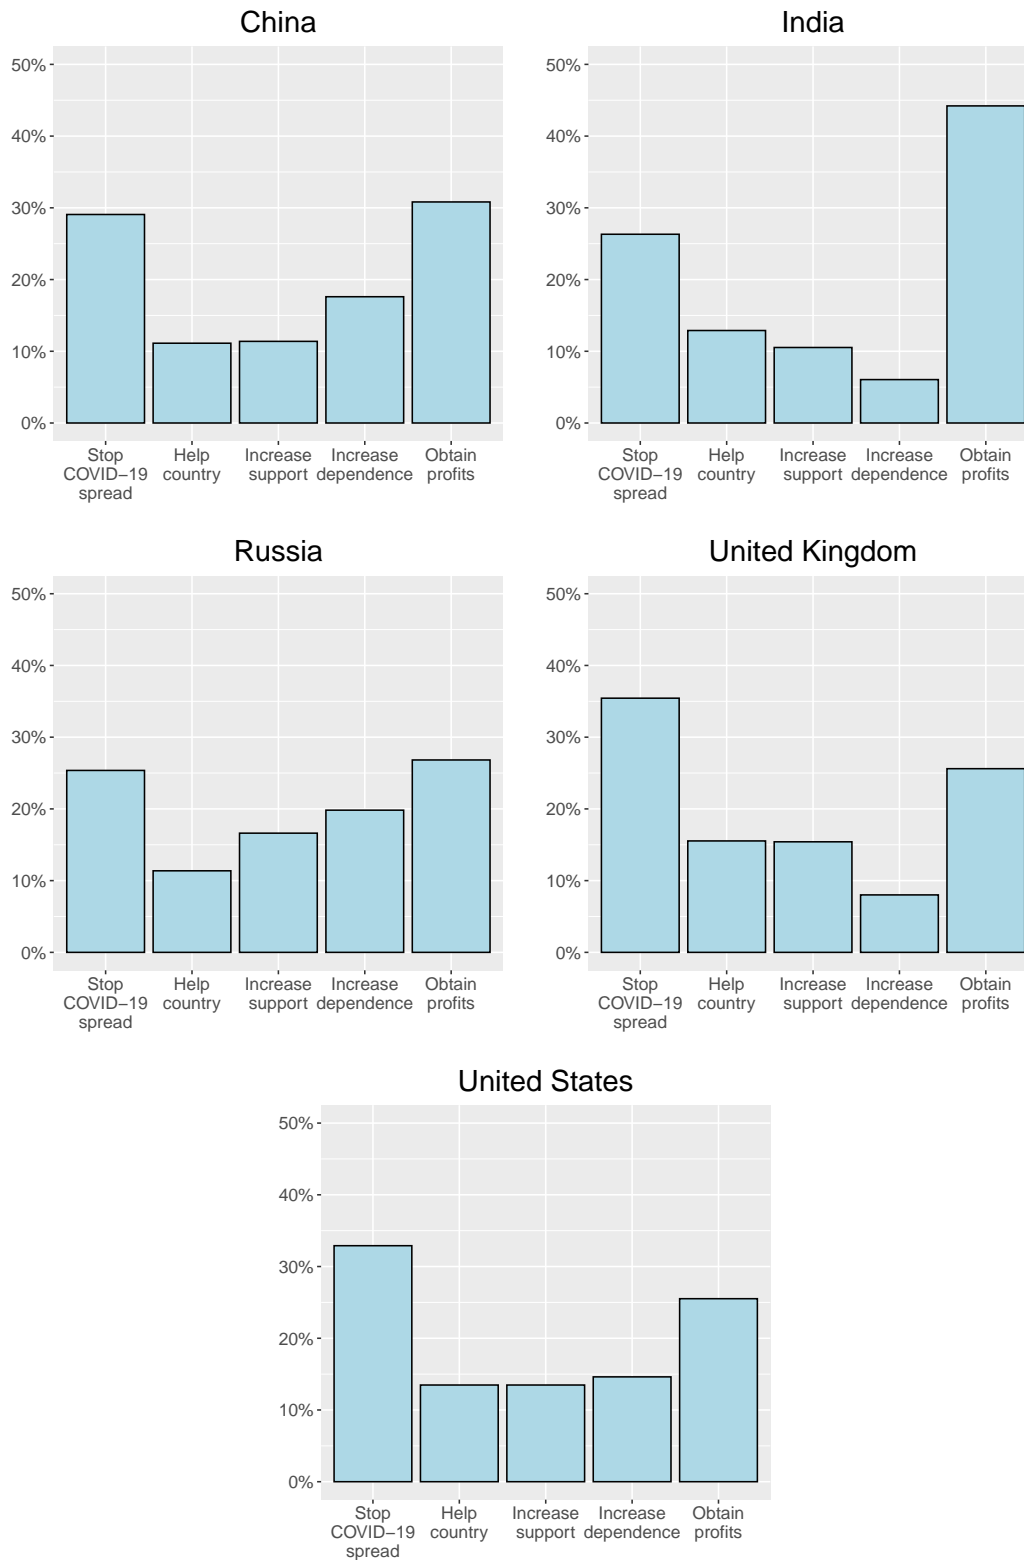 China
50%
40%
30%
20%
10%
0%
Stop COVID−19 spread
Help country
Increase support
Increase dependence
Obtain profits
India
50%
40%
30%
20%
10%
0%
Stop COVID−19 spread
Help country
Increase support
Increase dependence
Obtain profits
Russia
50%
40%
30%
20%
10%
0%
Stop COVID−19 spread
Help country
Increase support
Increase dependence
Obtain profits
United Kingdom
50%
40%
30%
20%
10%
0%
Stop COVID−19 spread
Help country
Increase support
Increase dependence
Obtain profits
United States
50%
40%
30%
20%
10%
0%
Stop COVID−19 spread
Help country
Increase support
Increase dependence
Obtain profits